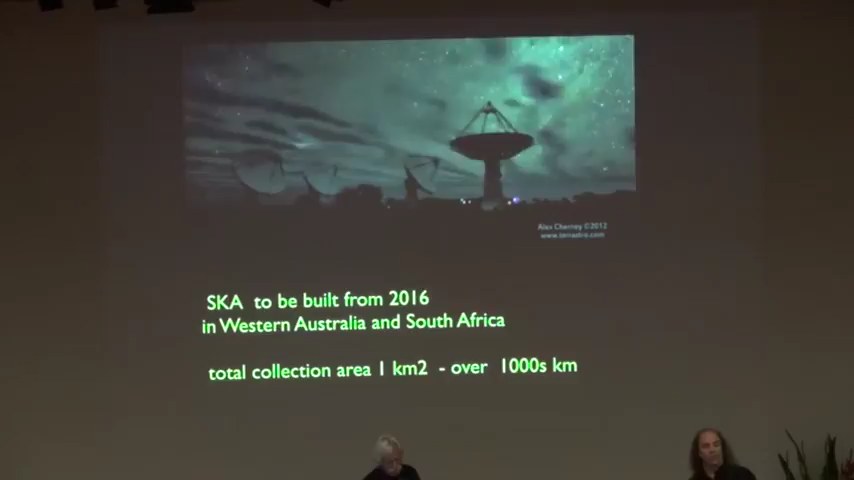 Alex Cherney ©2012
www.terrastro.com
SKA to be built from 2016
in Western Australia and South Africa
total collection area 1 km2 - over 1000s km